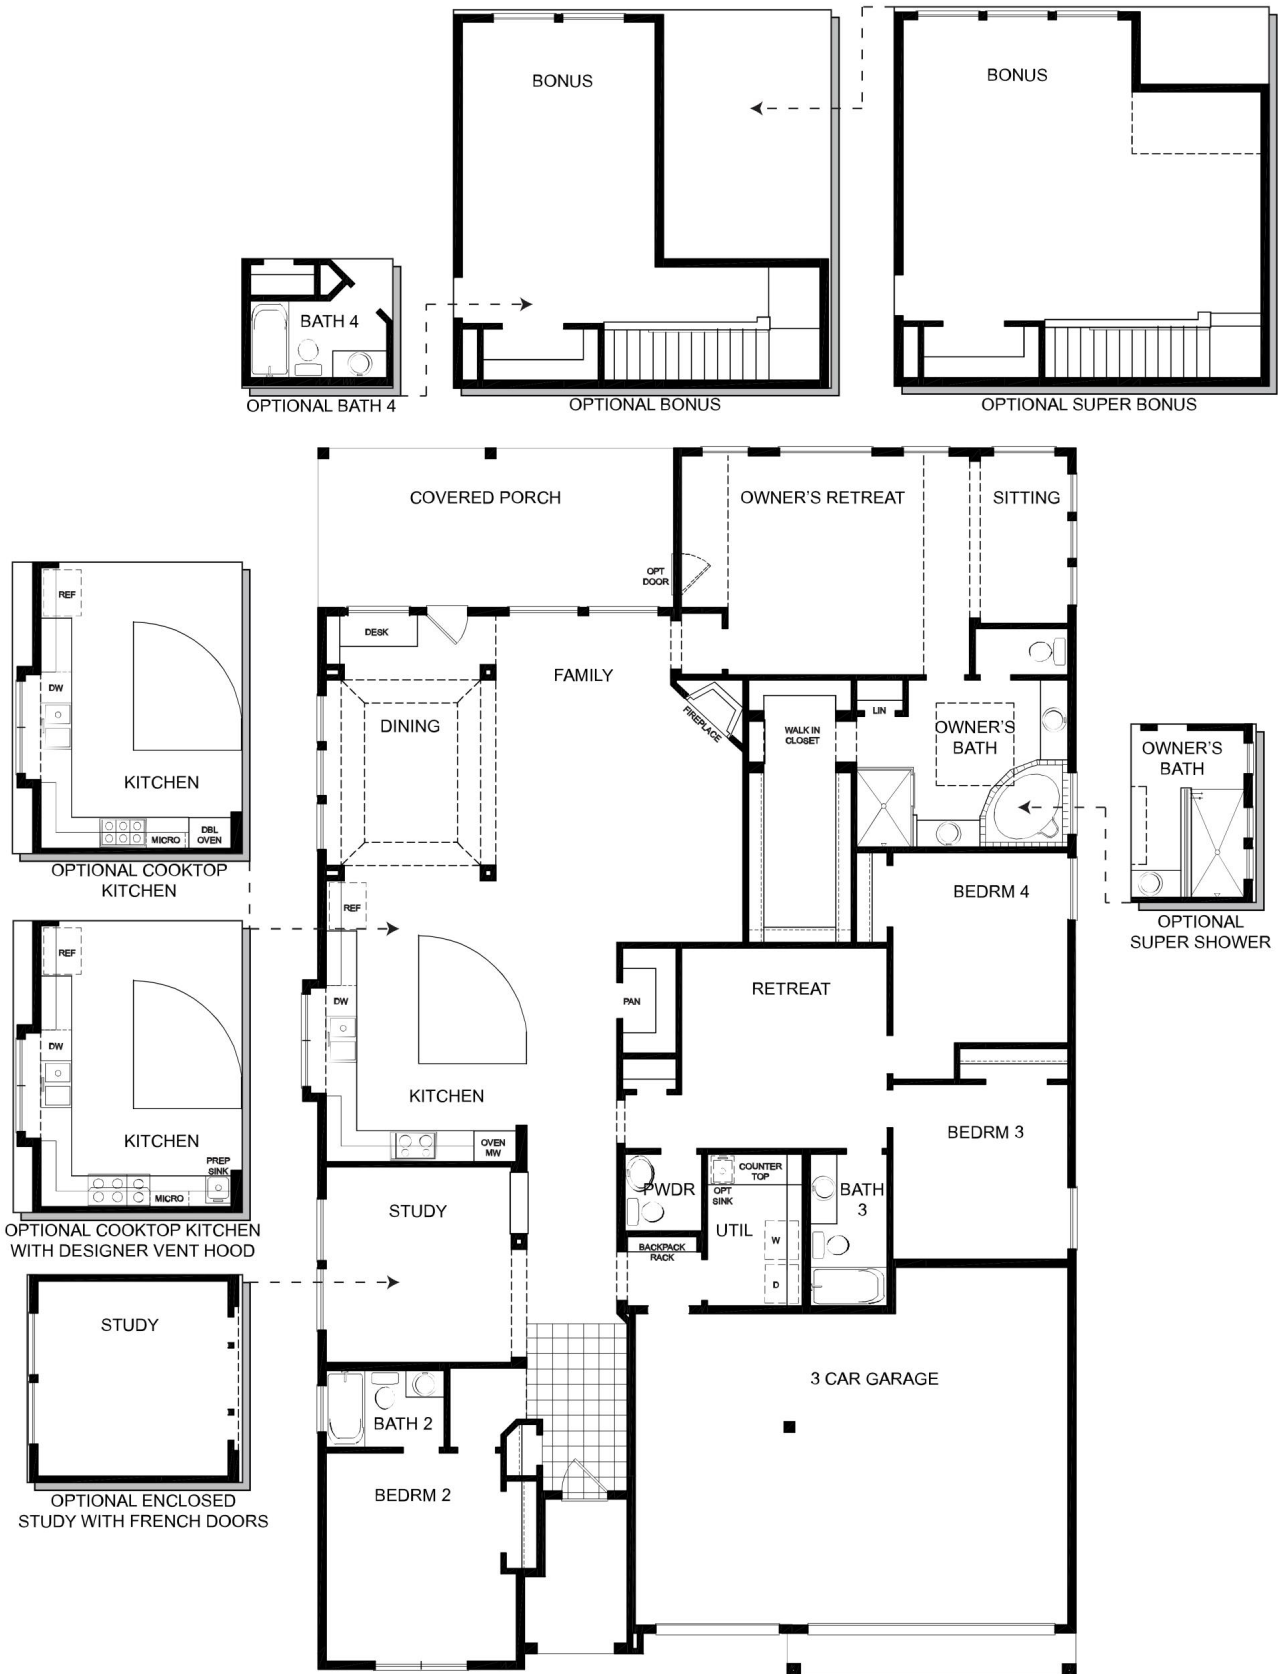 BONUS
BONUS
BATH 4
OPTIONAL BATH 4
OPTIONAL BONUS
OPTIONAL SUPER BONUS
COVERED PORCH
OWNER'S RETREAT
SITTING
OPT
DOOR
REF
DW
KITCHEN
MICRO
DBL
OVEN
OPTIONAL COOKTOP
KITCHEN
DESK
FAMILY
DINING
FIREPLACE
WALK IN
CLOSET
LIN
OWNER'S
BATH
OWNER'S
BATH
OPTIONAL
SUPER SHOWER
REF
DW
KITCHEN
PREP
SINK
MICRO
OPTIONAL COOKTOP KITCHEN
WITH DESIGNER VENT HOOD
REF
DW
KITCHEN
OVEN
MW
PAN
RETREAT
BEDRM 4
BEDRM 3
PWDR
OPT
SINK
COUNTER
TOP
UTIL
W
D
BATH
3
BACKPACK
RACK
STUDY
STUDY
OPTIONAL ENCLOSED
STUDY WITH FRENCH DOORS
BATH 2
BEDRM 2
3 CAR GARAGE